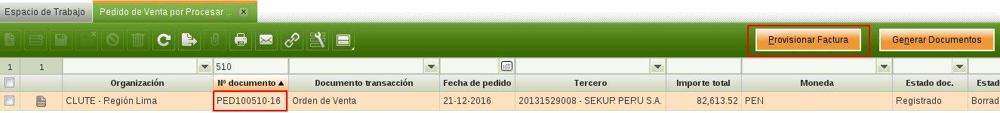 Espacio de Trabajo Pedido de Venta por Procesar ...
Provisionar Factura Generar Documentos
1 1 510
Organización Nº documento Documento transacción Fecha de pedido Tercero Importe total Moneda Estado doc. Estad
CLUTE - Región Lima PED100510-16 Orden de Venta 21-12-2016 20131529008 - SEKUR PERU S.A. 82,613.52 PEN Registrado Borrad